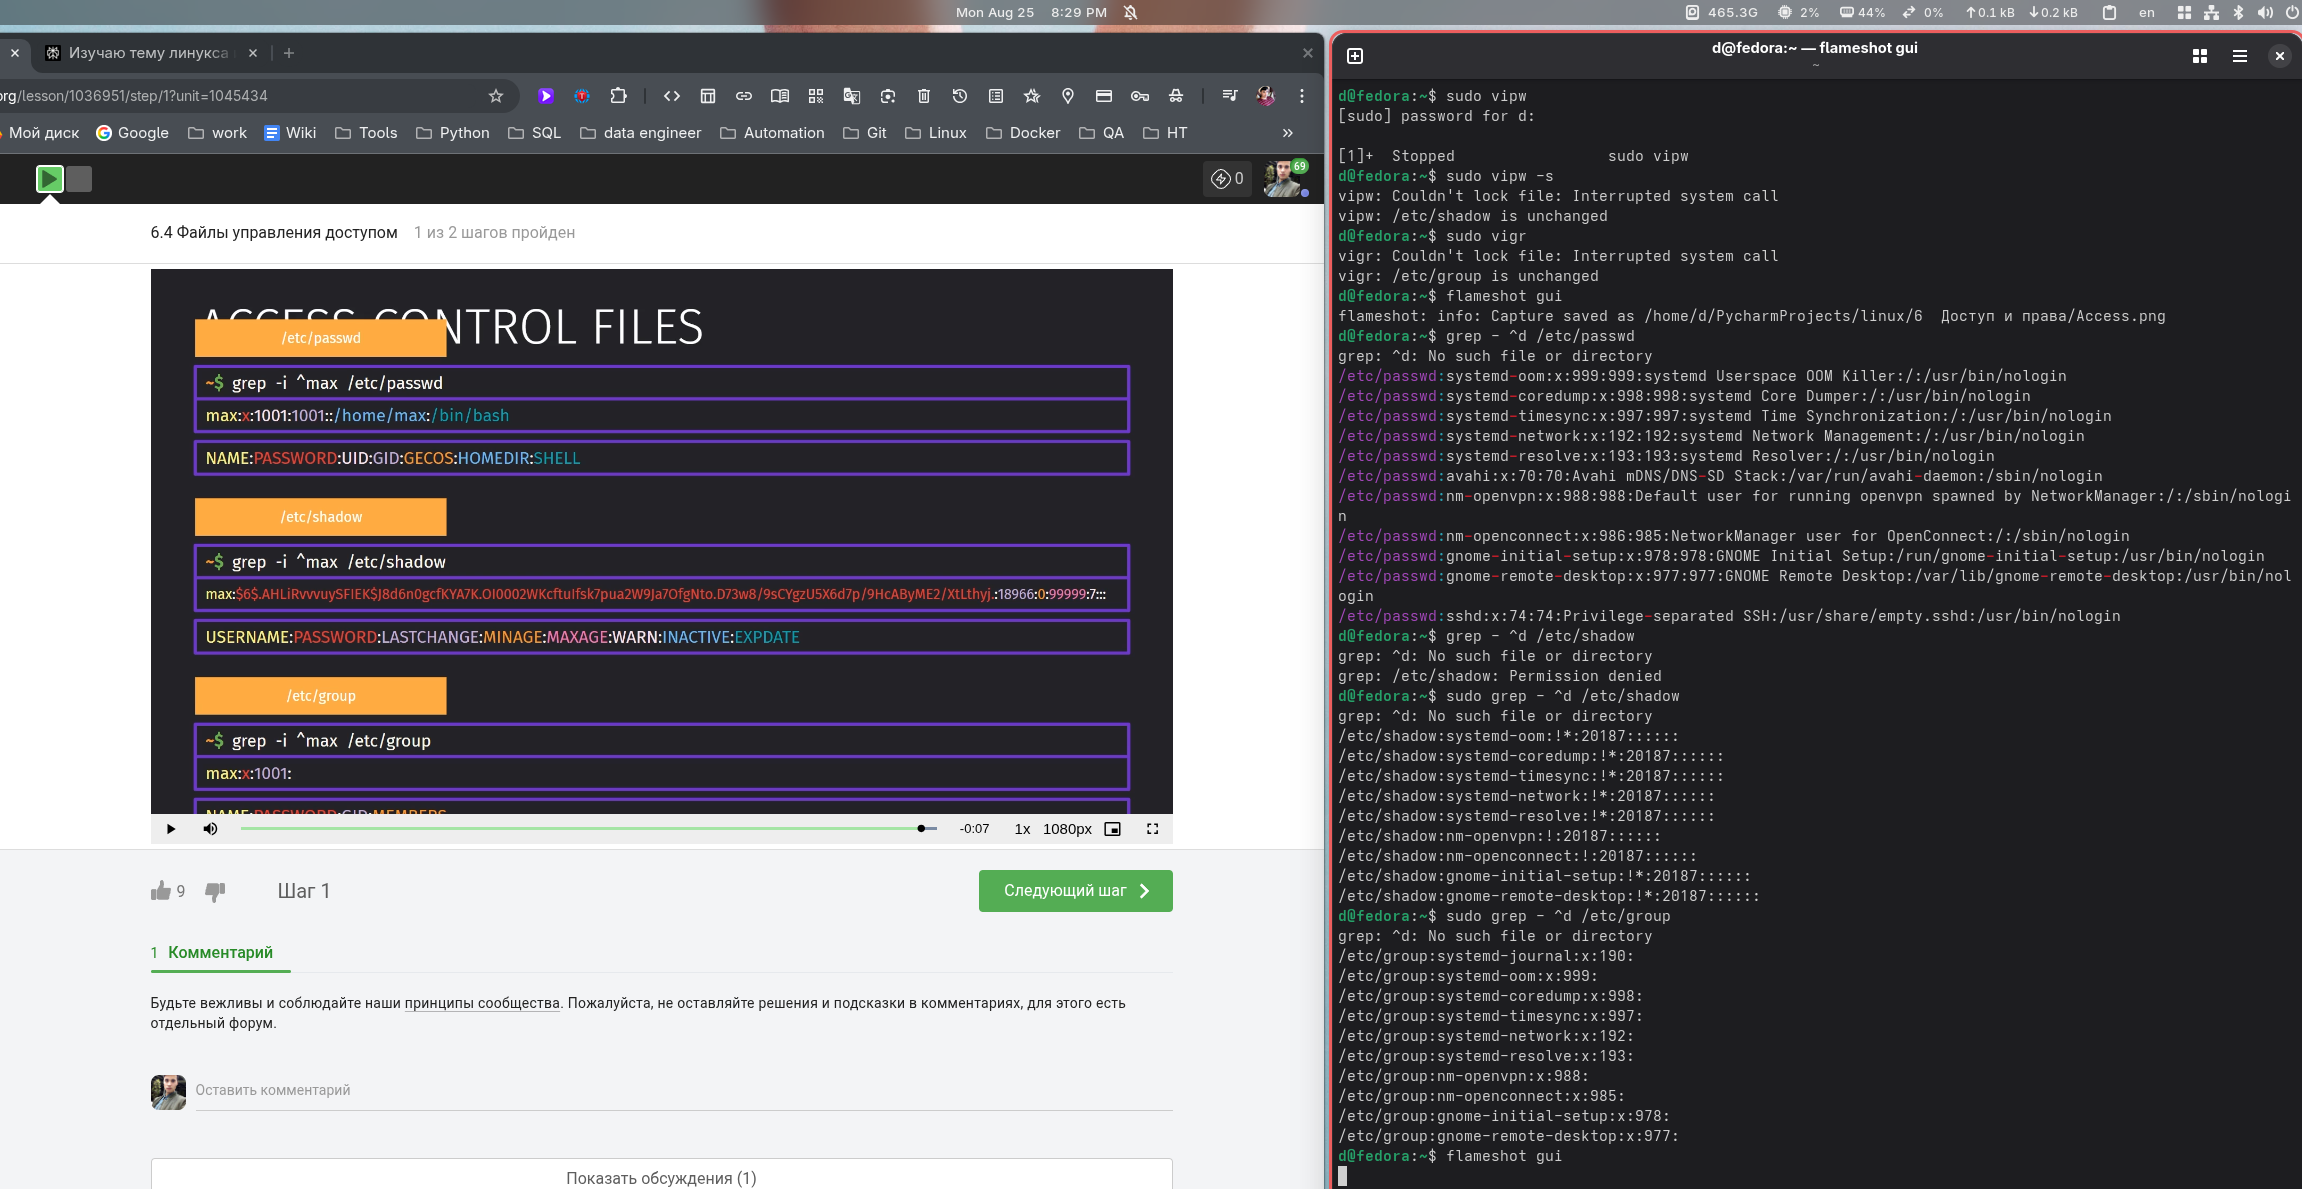 Mon Aug 25 8:29 PM
465.3G 2% 44% 0% ↑0.1 kB ↓0.2 kB en
Изучаю тему линукса
org/lesson/1036951/step/1?unit=1045434
Мой диск Google work Wiki Tools Python SQL data engineer Automation Git Linux Docker QA HT »
0
69
6.4 Файлы управления доступом 1 из 2 шагов пройден
ACCESS CONTROL FILES
/etc/passwd
~$ grep -i ^max /etc/passwd
max:x:1001:1001::/home/max:/bin/bash
NAME:PASSWORD:UID:GID:GECOS:HOMEDIR:SHELL
/etc/shadow
~$ grep -i ^max /etc/shadow
:18966:0:99999:7:::
USERNAME:PASSWORD:LASTCHANGE:MINAGE:MAXAGE:WARN:INACTIVE:EXPDATE
/etc/group
~$ grep -i ^max /etc/group
max:x:1001:
NAME:PASSWORD:GID:MEMBERS
-0:07 1x 1080px
9 Шаг 1 Следующий шаг
1 Комментарий
Будьте вежливы и соблюдайте наши принципы сообщества. Пожалуйста, не оставляйте решения и подсказки в комментариях, для этого есть
отдельный форум.
Оставить комментарий
Показать обсуждения (1)
d@fedora:~ — flameshot gui
~
d@fedora:~$ sudo vipw
[sudo] password for d:
[1]+ Stopped sudo vipw
d@fedora:~$ sudo vipw -s
vipw: Couldn't lock file: Interrupted system call
vipw: /etc/shadow is unchanged
d@fedora:~$ sudo vigr
vigr: Couldn't lock file: Interrupted system call
vigr: /etc/group is unchanged
d@fedora:~$ flameshot gui
flameshot: info: Capture saved as /home/d/PycharmProjects/linux/6  Доступ и права/Access.png
d@fedora:~$ grep - ^d /etc/passwd
grep: ^d: No such file or directory
/etc/passwd:systemd-oom:x:999:999:systemd Userspace OOM Killer:/:/usr/bin/nologin
/etc/passwd:systemd-coredump:x:998:998:systemd Core Dumper:/:/usr/bin/nologin
/etc/passwd:systemd-timesync:x:997:997:systemd Time Synchronization:/:/usr/bin/nologin
/etc/passwd:systemd-network:x:192:192:systemd Network Management:/:/usr/bin/nologin
/etc/passwd:systemd-resolve:x:193:193:systemd Resolver:/:/usr/bin/nologin
/etc/passwd:avahi:x:70:70:Avahi mDNS/DNS-SD Stack:/var/run/avahi-daemon:/sbin/nologin
/etc/passwd:nm-openvpn:x:988:988:Default user for running openvpn spawned by NetworkManager:/:/sbin/nologi
n
/etc/passwd:nm-openconnect:x:986:985:NetworkManager user for OpenConnect:/:/sbin/nologin
/etc/passwd:gnome-initial-setup:x:978:978:GNOME Initial Setup:/run/gnome-initial-setup:/usr/bin/nologin
/etc/passwd:gnome-remote-desktop:x:977:977:GNOME Remote Desktop:/var/lib/gnome-remote-desktop:/usr/bin/nol
ogin
/etc/passwd:sshd:x:74:74:Privilege-separated SSH:/usr/share/empty.sshd:/usr/bin/nologin
d@fedora:~$ grep - ^d /etc/shadow
grep: ^d: No such file or directory
grep: /etc/shadow: Permission denied
d@fedora:~$ sudo grep - ^d /etc/shadow
grep: ^d: No such file or directory
/etc/shadow:systemd-oom:!*:20187::::::
/etc/shadow:systemd-coredump:!*:20187::::::
/etc/shadow:systemd-timesync:!*:20187::::::
/etc/shadow:systemd-network:!*:20187::::::
/etc/shadow:systemd-resolve:!*:20187::::::
/etc/shadow:nm-openvpn:!:20187::::::
/etc/shadow:nm-openconnect:!:20187::::::
/etc/shadow:gnome-initial-setup:!*:20187::::::
/etc/shadow:gnome-remote-desktop:!*:20187::::::
d@fedora:~$ sudo grep - ^d /etc/group
grep: ^d: No such file or directory
/etc/group:systemd-journal:x:190:
/etc/group:systemd-oom:x:999:
/etc/group:systemd-coredump:x:998:
/etc/group:systemd-timesync:x:997:
/etc/group:systemd-network:x:192:
/etc/group:systemd-resolve:x:193:
/etc/group:nm-openvpn:x:988:
/etc/group:nm-openconnect:x:985:
/etc/group:gnome-initial-setup:x:978:
/etc/group:gnome-remote-desktop:x:977:
d@fedora:~$ flameshot gui